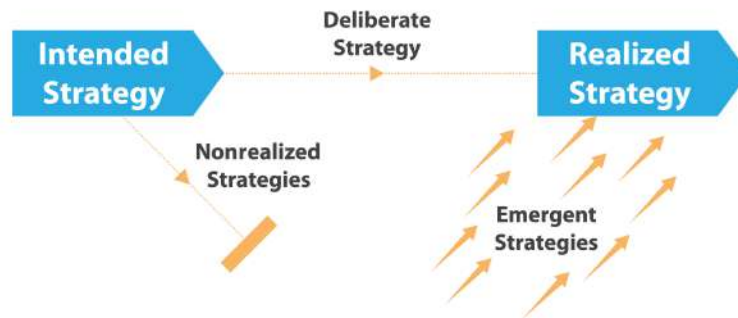 Intended
Strategy
Deliberate
Strategy
Realized
Strategy
Nonrealized
Strategies
Emergent
Strategies